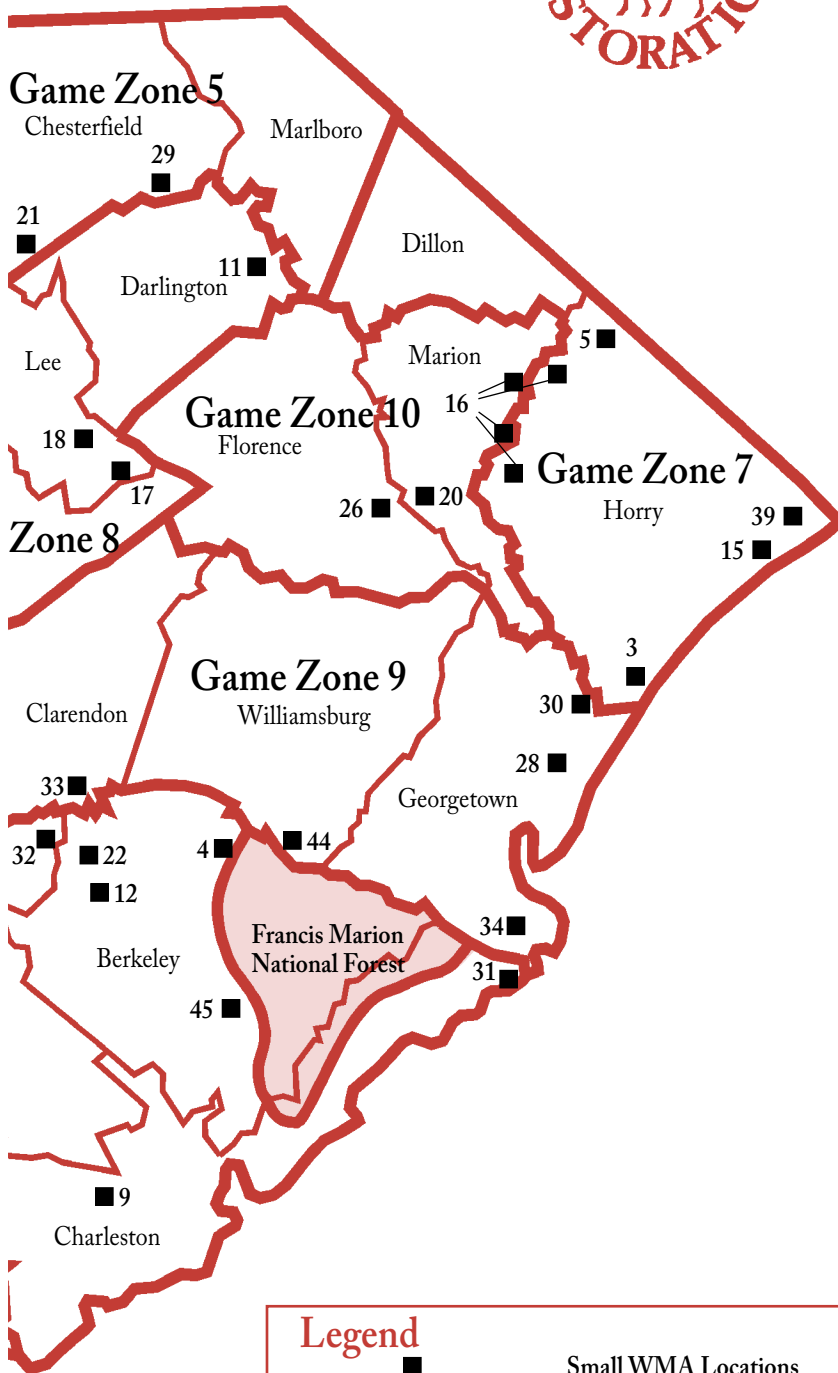 STORATIO
Game Zone 5
Chesterfield
Marlboro
29
21
Dillon
11
Darlington
5
Marion
Lee
16
Game Zone 10
Florence
18
Game Zone 7
17
20
26
Horry
39
Zone 8
15
3
Game Zone 9
Clarendon
Williamsburg
30
28
33
Georgetown
32
22
4
44
12
34
Francis Marion
National Forest
Berkeley
31
45
9
Charleston
Legend
Small WMA Locations